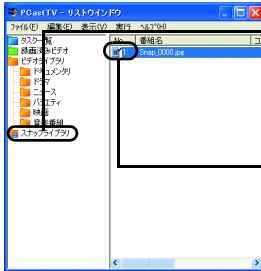 PCastTV - リストウインドウ
ファイル(F) 編集(E) 表示(V) 実行 ヘルプ(H)
タスク一覧
録画済みビデオ
ビデオライブラリ
ドキュメンタリ
ドラマ
ニュース
バラエティ
映画
音楽番組
スナップライブラリ
No. 番組名 コ
1 Snap_0000.jpg